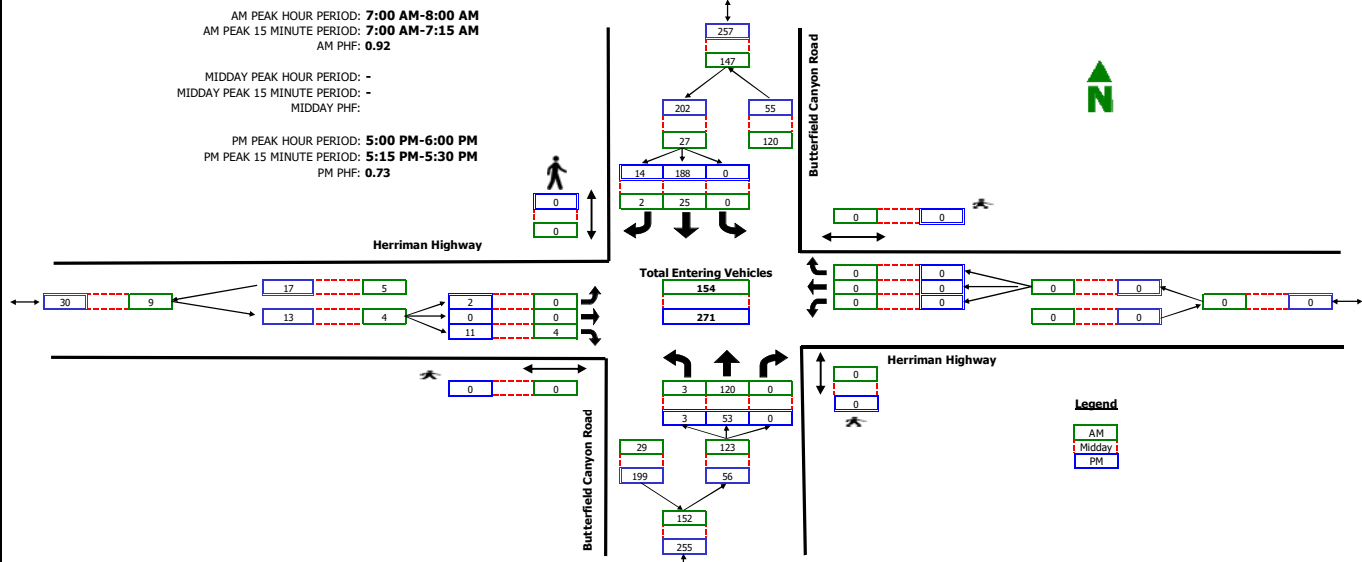 AM PEAK HOUR PERIOD: 7:00 AM-8:00 AM
AM PEAK 15 MINUTE PERIOD: 7:00 AM-7:15 AM
AM PHF: 0.92
MIDDAY PEAK HOUR PERIOD: -
MIDDAY PEAK 15 MINUTE PERIOD: -
MIDDAY PHF:
PM PEAK HOUR PERIOD: 5:00 PM-6:00 PM
PM PEAK 15 MINUTE PERIOD: 5:15 PM-5:30 PM
PM PHF: 0.73
257
147
202 55
27 120
14 188 0
2 25 0
Butterfield Canyon Road
N
0
0
0 0
Herriman Highway
Total Entering Vehicles
154
271
30 9
17 5
13 4
2 0
0 0
11 4
0 0
0 0
0 0
0 0
0 0
0 0
0 0
Herriman Highway
0 0
0
0
3 120 0
3 53 0
29 123
199 56
152
255
Butterfield Canyon Road
Legend
AM
Midday
PM